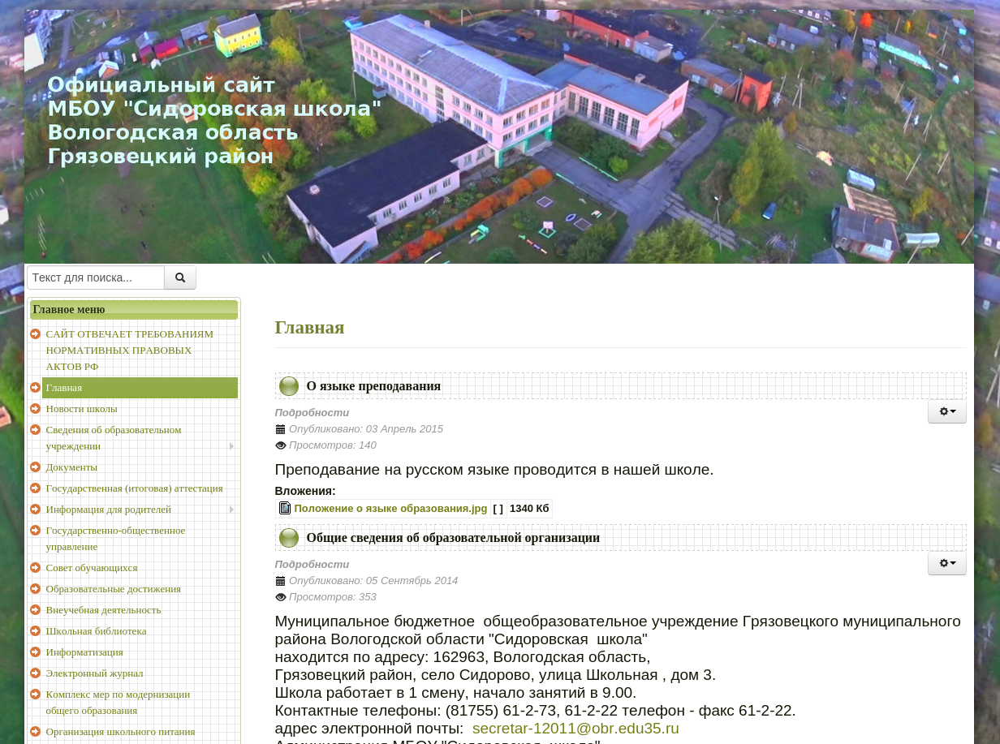 Официальный сайт
МБОУ "Сидоровская школа"
Вологодская область
Грязовецкий район
Текст для поиска...
Главное меню
САЙТ ОТВЕЧАЕТ ТРЕБОВАНИЯМ
НОРМАТИВНЫХ ПРАВОВЫХ
АКТОВ РФ
Главная
Новости школы
Сведения об образовательном
учреждении
Документы
Государственная (итоговая) аттестация
Информация для родителей
Государственно-общественное
управление
Совет обучающихся
Образовательные достижения
Внеучебная деятельность
Школьная библиотека
Информатизация
Электронный журнал
Комплекс мер по модернизации
общего образования
Организация школьного питания
Главная
О языке преподавания
Подробности
Опубликовано: 03 Апрель 2015
Просмотров: 140
Преподавание на русском языке проводится в нашей школе.
Вложения:
Положение о языке образования.jpg [ ] 1340 Кб
Общие сведения об образовательной организации
Подробности
Опубликовано: 05 Сентябрь 2014
Просмотров: 353
Муниципальное бюджетное  общеобразовательное учреждение Грязовецкого муниципального
района Вологодской области "Сидоровская  школа"
находится по адресу: 162963, Вологодская область,
Грязовецкий район, село Сидорово, улица Школьная , дом 3.
Школа работает в 1 смену, начало занятий в 9.00.
Контактные телефоны: (81755) 61-2-73, 61-2-22 телефон - факс 61-2-22.
адрес электронной почты:  secretar-12011@obr.edu35.ru
Администрация МБОУ "Сидоровская  школа"